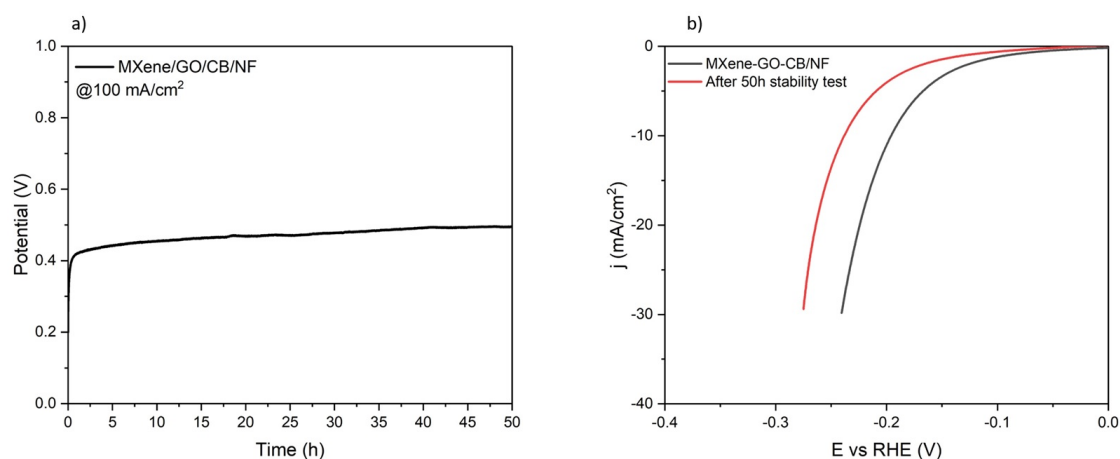 a)
1.0
0.8
0.6
0.4
0.2
0.0
Potential (V)
MXene/GO/CB/NF
@100 mA/cm²
0 5 10 15 20 25 30 35 40 45 50
Time (h)
b)
0
-10
-20
-30
-40
j (mA/cm²)
MXene-GO-CB/NF
After 50h stability test
-0.4 -0.3 -0.2 -0.1 0.0
E vs RHE (V)